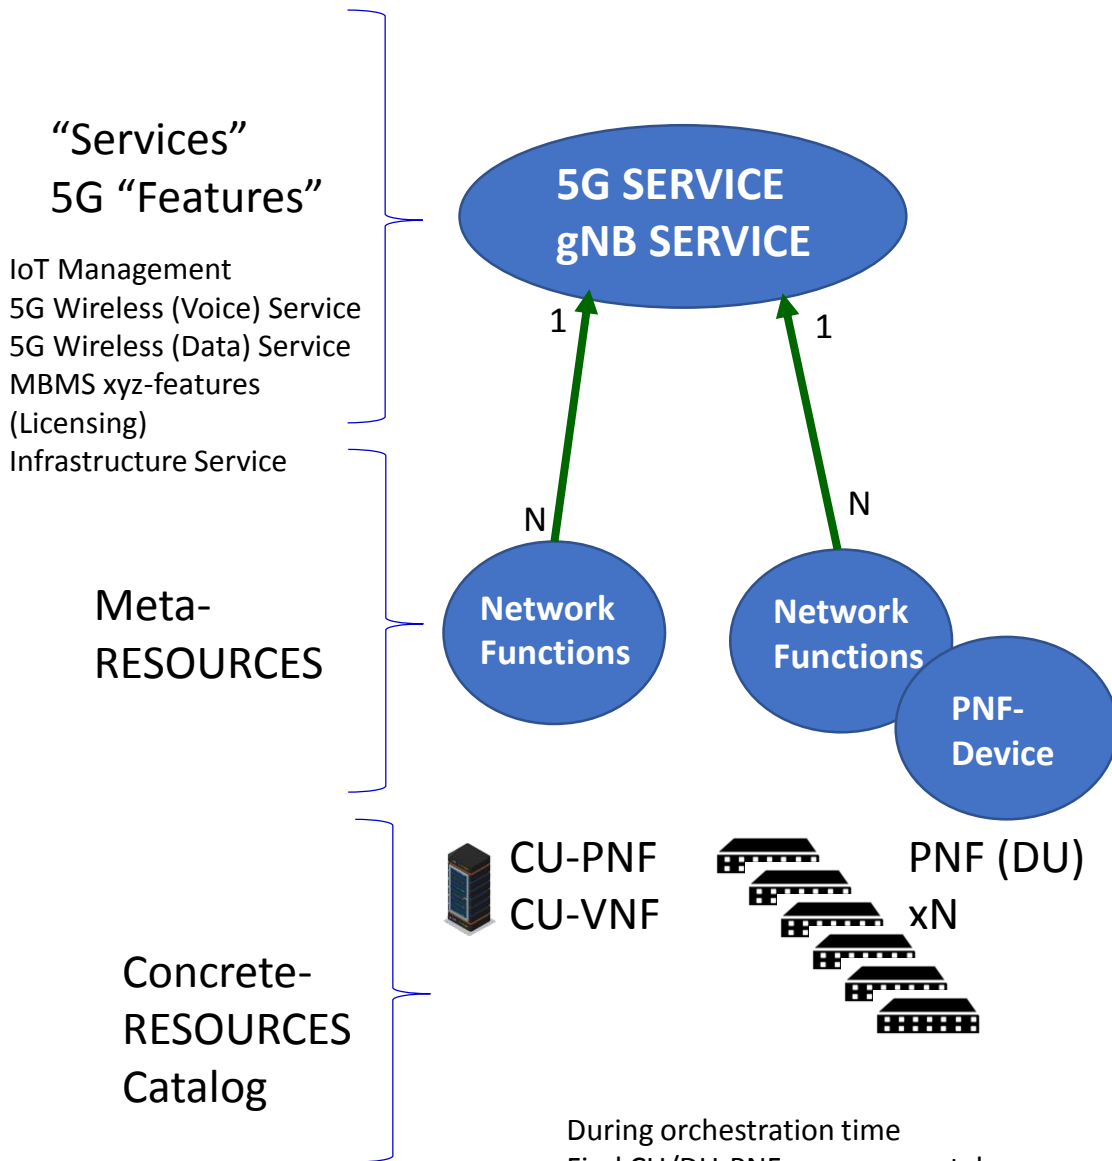 “Services”
5G “Features”
IoT Management
5G Wireless (Voice) Service
5G Wireless (Data) Service
MBMS xyz-features
(Licensing)
Infrastructure Service
5G SERVICE
gNB SERVICE
1
1
N
N
Meta-
RESOURCES
Network
Functions
Network
Functions
PNF-
Device
Concrete-
RESOURCES
Catalog
CU-PNF
CU-VNF
PNF (DU)
xN
During orchestration time